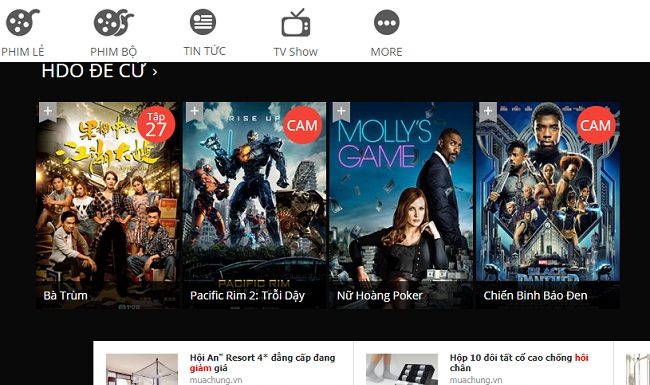 PHIM LẺ
PHIM BỘ
TIN TỨC
TV Show
MORE
HDO ĐỀ CỬ ›
Tập
27
Bà Trùm
RISE UP
CAM
PACIFIC RIM
Pacific Rim 2: Trỗi Dậy
MOLLY'S
GAME
Nữ Hoàng Poker
CAM
BLACK PANTHER
Chiến Binh Báo Đen
Hội An" Resort 4* đẳng cấp đang
giảm giá
muachung.vn
Hộp 10 đôi tất cổ cao chống hôi
chân
muachung.vn